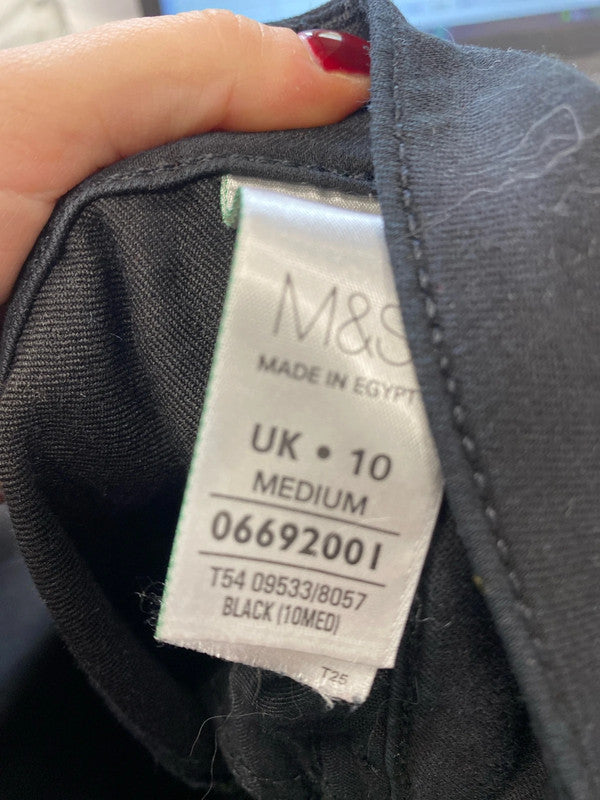 M&S
MADE IN EGYPT
UK • 10
MEDIUM
06692001
T54 09533/8057
BLACK (10MED)
T25